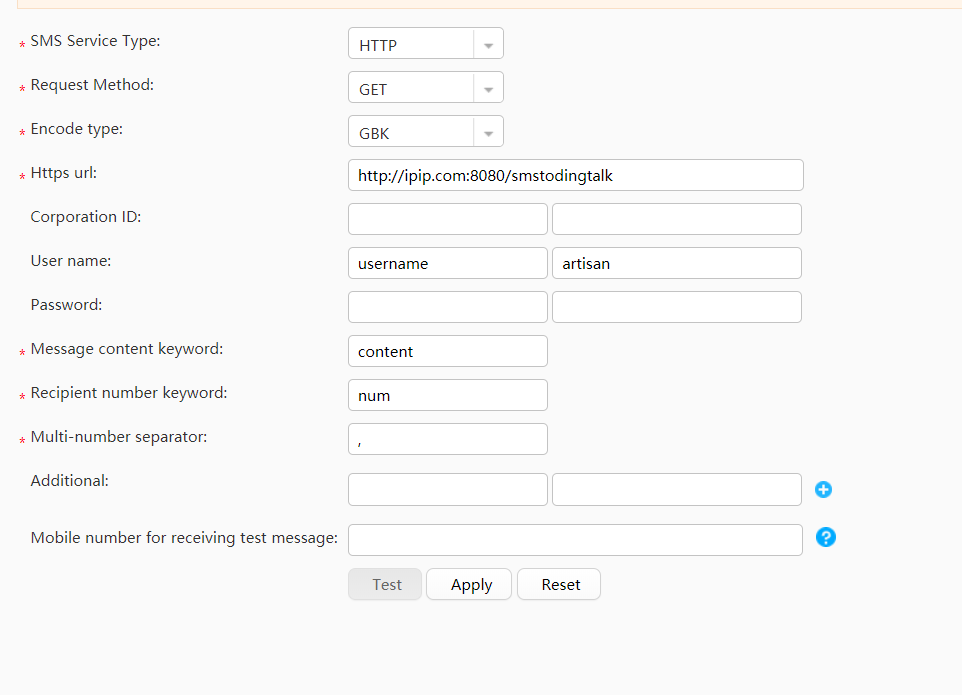 * SMS Service Type: HTTP
* Request Method: GET
* Encode type: GBK
* Https url: http://ipip.com:8080/smstodingtalk
Corporation ID:
User name: username artisan
Password:
* Message content keyword: content
* Recipient number keyword: num
* Multi-number separator: ,
Additional:
Mobile number for receiving test message: ?
Test Apply Reset